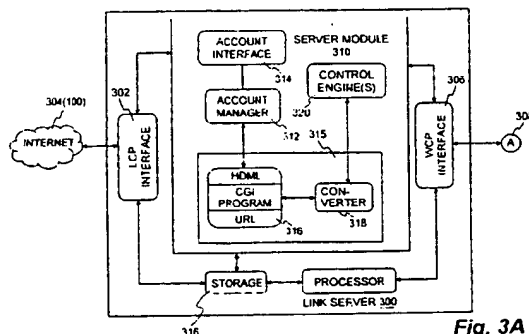 ACCOUNT
INTERFACE
314
SERVER MODULE
310
CONTROL
ENGINE(S)
320
ACCOUNT
MANAGER
312
304(100)
INTERNET
302
LCP
INTERFACE
306
WCP
INTERFACE
A
315
HDML
CGI
PROGRAM
URL
316
CON-
VERTER
318
STORAGE
316
PROCESSOR
LINK SERVER 300
Fig. 3A